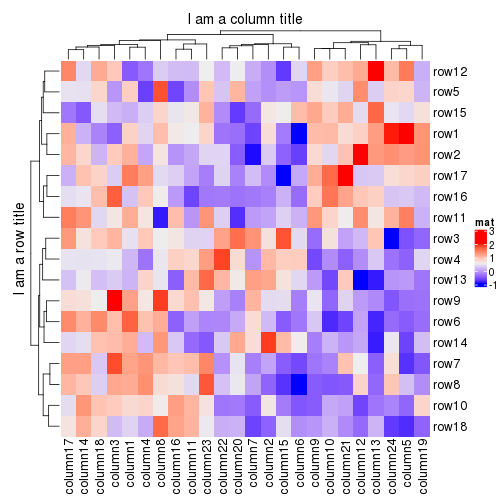 I am a column title
I am a row title
row12
row5
row15
row1
row2
row17
row16
row11
row3
row4
row13
row9
row6
row14
row7
row8
row10
row18
column17
column14
column18
column3
column1
column4
column8
column16
column11
column23
column22
column20
column7
column2
column15
column6
column9
column10
column21
column12
column13
column24
column5
column19
mat
3
2
1
0
-1